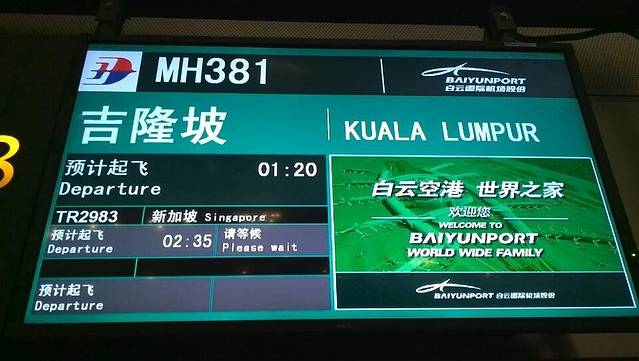 MH381
BAIYUNPORT
白云国际机场股份
吉隆坡 KUALA LUMPUR
预计起飞 01:20
Departure
TR2983 新加坡 Singapore
预计起飞 02:35 请等候
Departure Please wait
预计起飞
Departure
白云空港 世界之家
欢迎您
WELCOME TO
BAIYUNPORT
WORLD WIDE FAMILY
BAIYUNPORT 白云国际机场股份